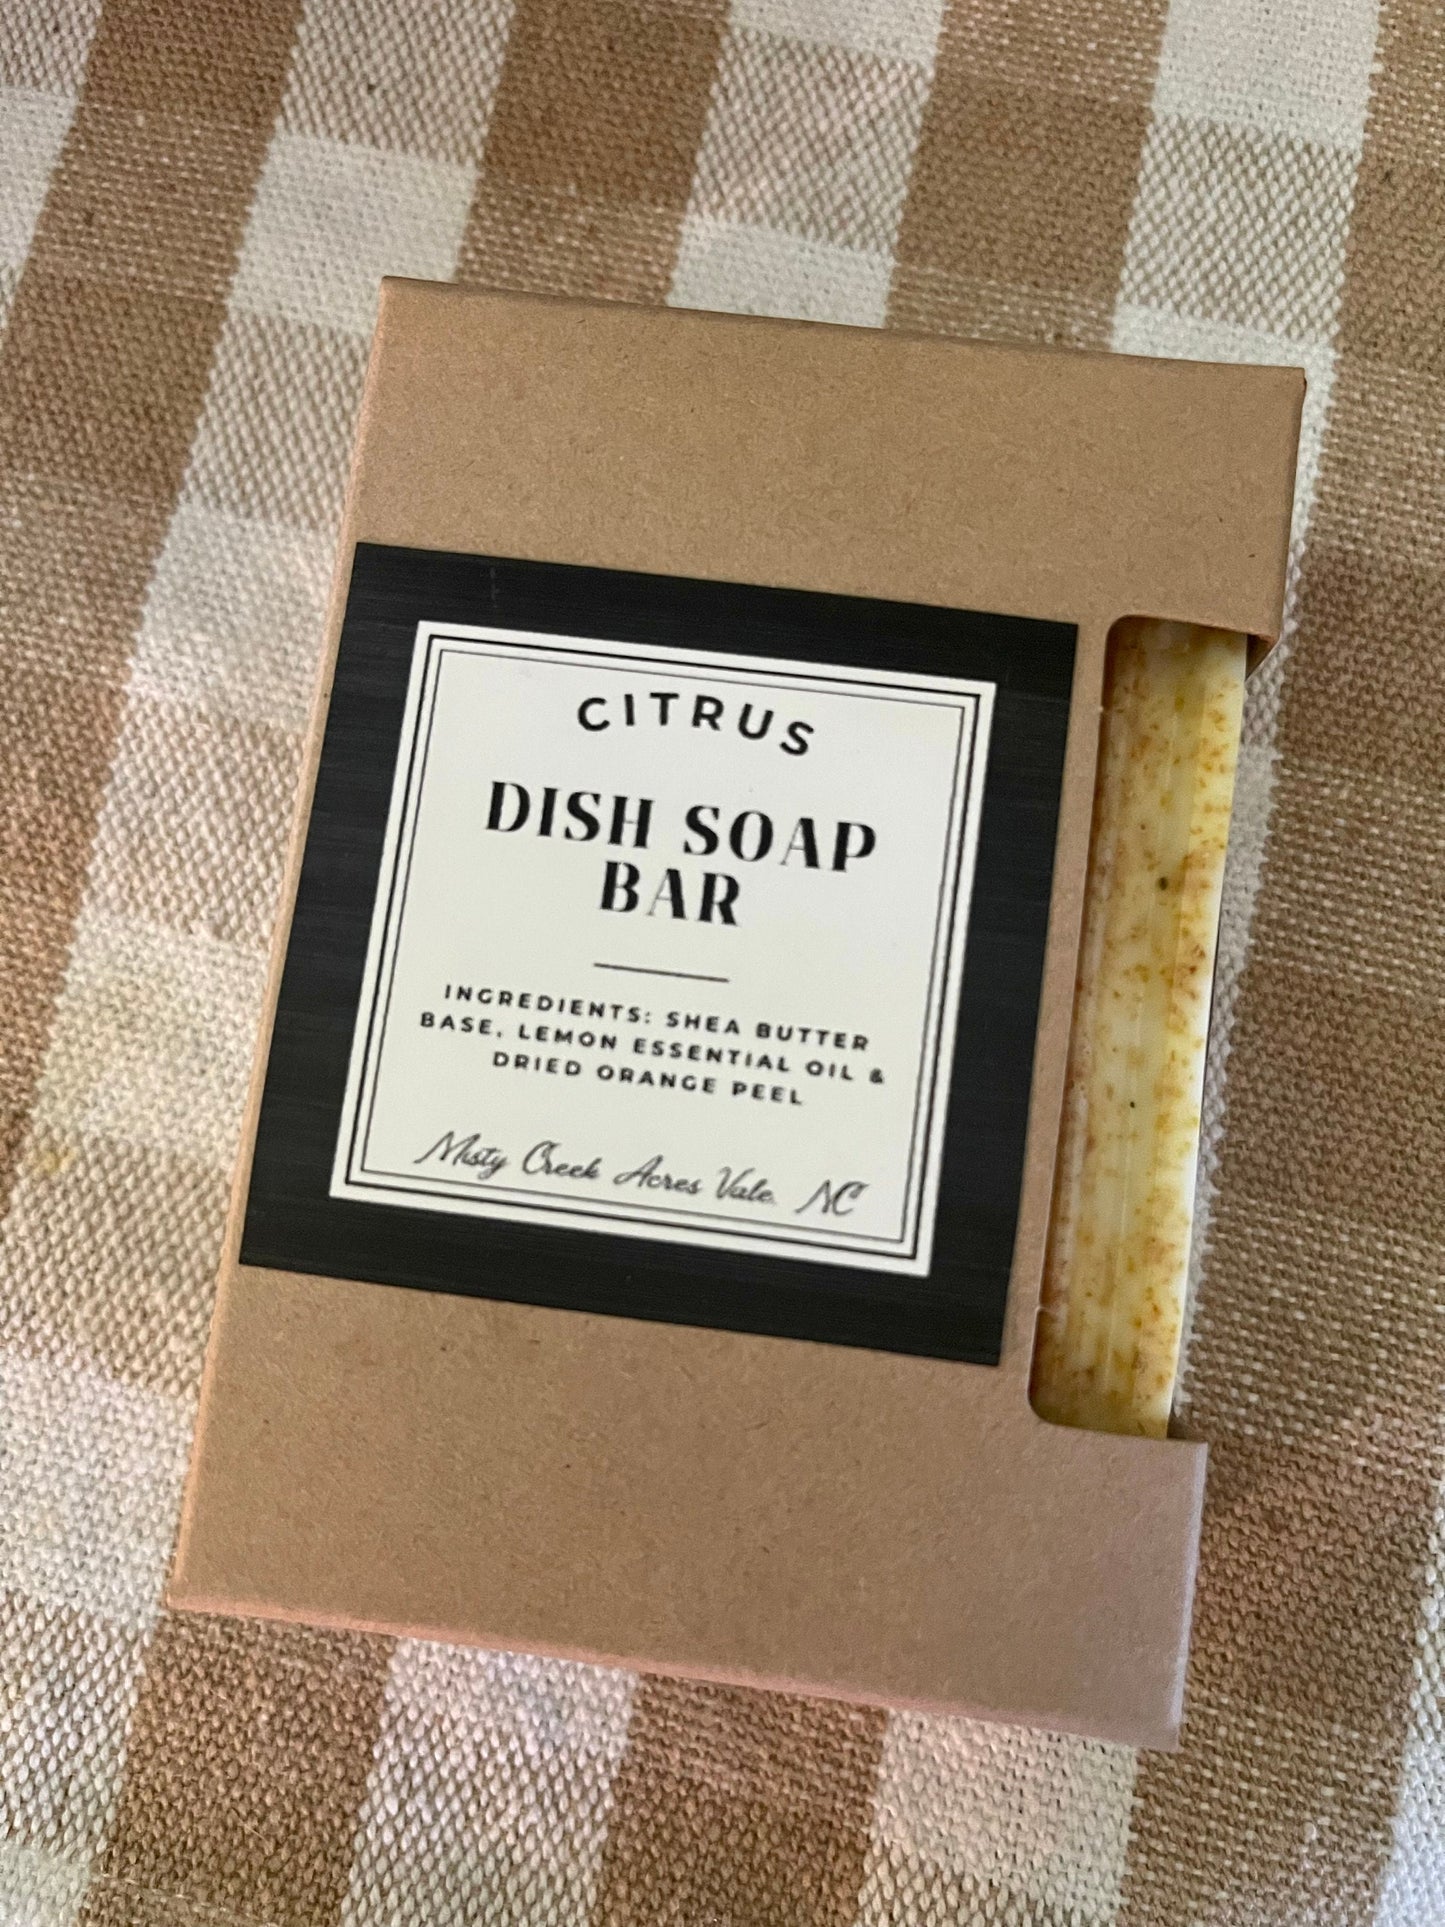 CITRUS
DISH SOAP
BAR
INGREDIENTS: SHEA BUTTER
BASE, LEMON ESSENTIAL OIL &
DRIED ORANGE PEEL
Misty Creek Acres Vale, NC